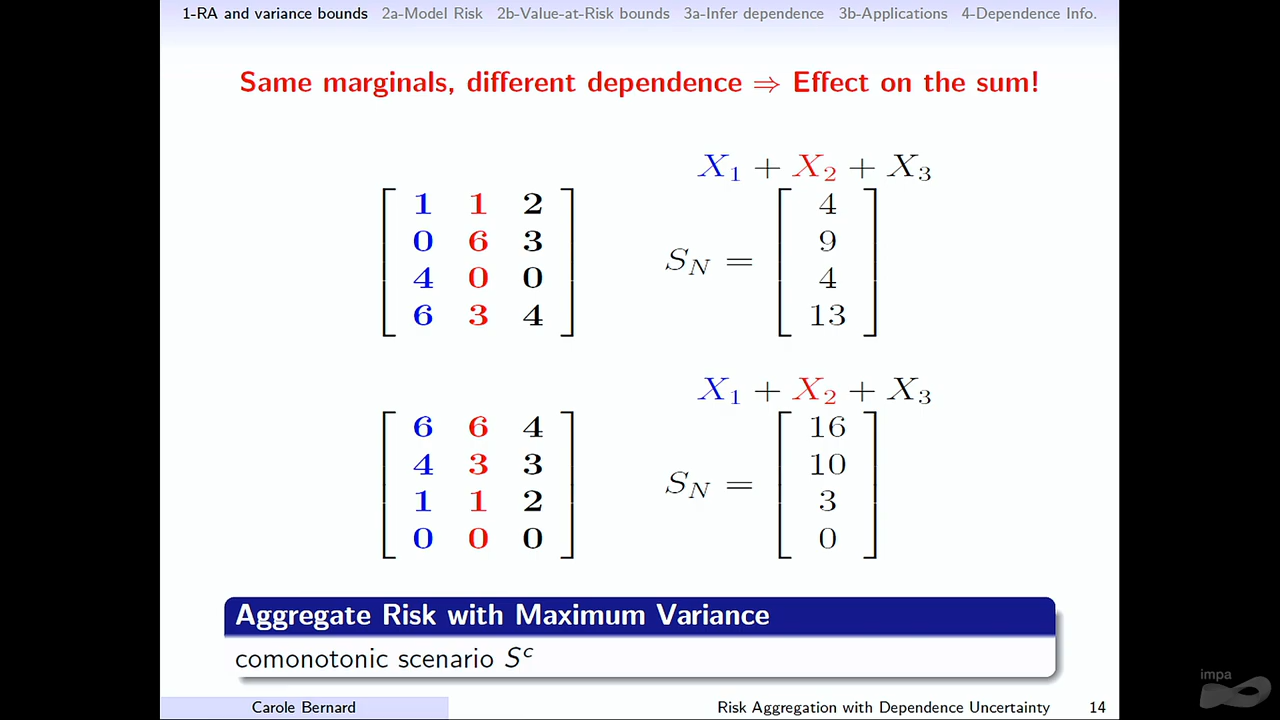 1-RA and variance bounds 2a-Model Risk 2b-Value-at-Risk bounds 3a-Infer dependence 3b-Applications 4-Dependence Info.
Same marginals, different dependence ⇒ Effect on the sum!
X₁ + X₂ + X₃
1 1 2 4
0 6 3 9
S_N =
4 0 0 4
6 3 4 13
X₁ + X₂ + X₃
6 6 4 16
4 3 3 10
S_N =
1 1 2 3
0 0 0 0
Aggregate Risk with Maximum Variance
comonotonic scenario Sᶜ
Carole Bernard Risk Aggregation with Dependence Uncertainty 14
impa